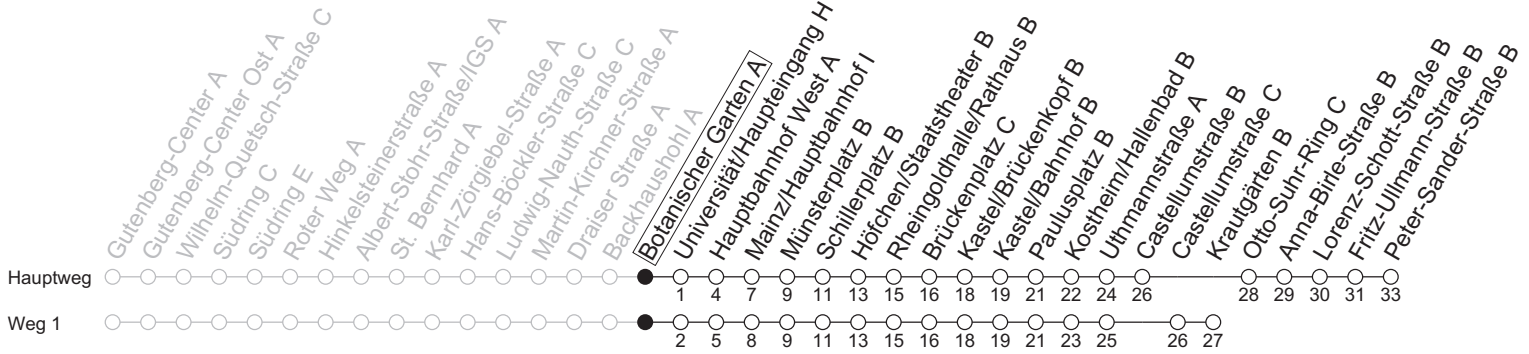 Gutenberg-Center A
Gutenberg-Center Ost A
Wilhelm-Quetsch-Straße C
Südring C
Südring E
Roter Weg A
Hinkelsteinerstraße A
Albert-Stohr-Straße/IGS A
St. Bernhard A
Karl-Zörgiebel-Straße A
Hans-Böckler-Straße C
Ludwig-Nauth-Straße C
Martin-Kirchner-Straße A
Draiser Straße A
Backhaushohl A
Botanischer Garten A
Universität/Haupteingang H
Hauptbahnhof West A
Mainz/Hauptbahnhof I
Münsterplatz B
Schillerplatz B
Höfchen/Staatstheater B
Rheingoldhalle/Rathaus B
Brückenplatz C
Kastel/Brückenkopf B
Kastel/Bahnhof B
Paulusplatz B
Kostheim/Hallenbad B
Uthmannstraße A
Castellumstraße B
Castellumstraße C
Krautgärten B
Otto-Suhr-Ring C
Anna-Birle-Straße B
Lorenz-Schott-Straße B
Fritz-Ullmann-Straße B
Peter-Sander-Straße B
Hauptweg
1 4 7 9 11 13 15 16 18 19 21 22 24 26 28 29 30 31 33
Weg 1
2 5 8 9 11 13 15 16 18 19 21 23 25 26 27